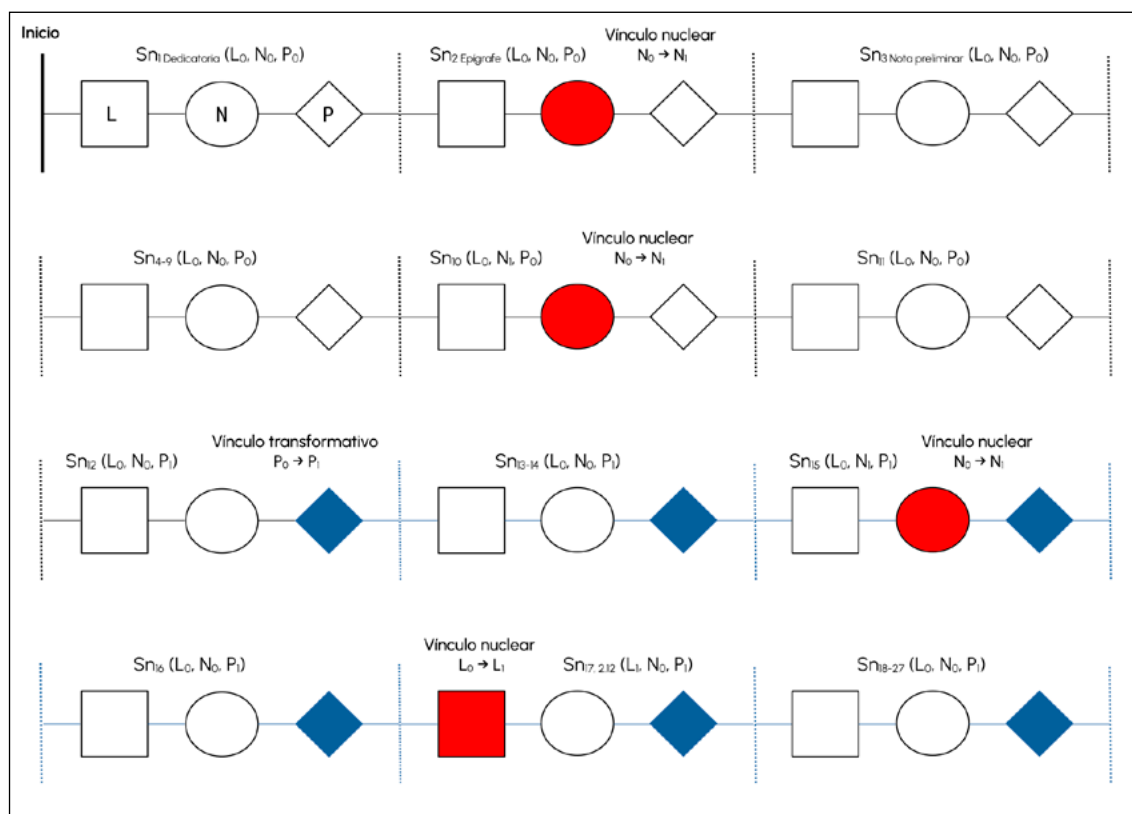 Inicio
Sn₁ Dedicatoria (L₀, N₀, P₀)
Sn₂ Epígrafe (L₀, N₀, P₀)
Vínculo nuclear
N₀ → N₁
Sn₃ Nota preliminar (L₀, N₀, P₀)
L N P
Sn₄₋₉ (L₀, N₀, P₀)
Sn₁₀ (L₀, N₁, P₀)
Vínculo nuclear
N₀ → N₁
Sn₁₁ (L₀, N₀, P₀)
Sn₁₂ (L₀, N₀, P₁)
Vínculo transformativo
P₀ → P₁
Sn₁₃₋₁₄ (L₀, N₀, P₁)
Sn₁₅ (L₀, N₁, P₁)
Vínculo nuclear
N₀ → N₁
Sn₁₆ (L₀, N₀, P₁)
Vínculo nuclear
L₀ → L₁
Sn₁₇, ₂.₁₂ (L₁, N₀, P₁)
Sn₁₈₋₂₇ (L₀, N₀, P₁)